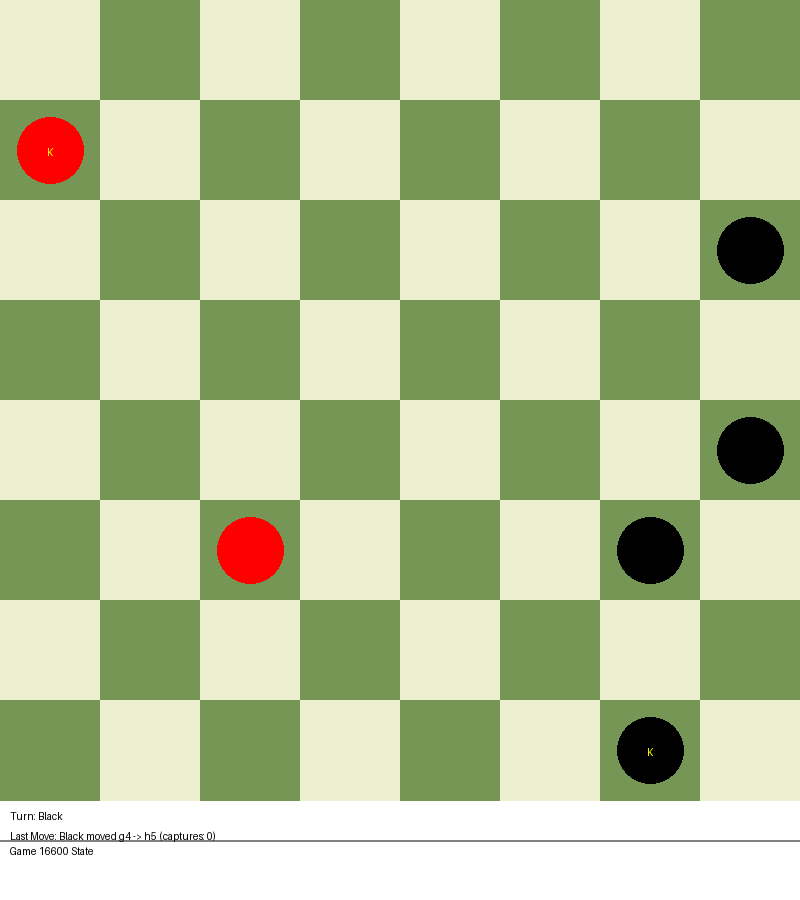 K
K
Turn: Black
Last Move: Black moved g4 -> h5 (captures: 0)
Game 16600 State